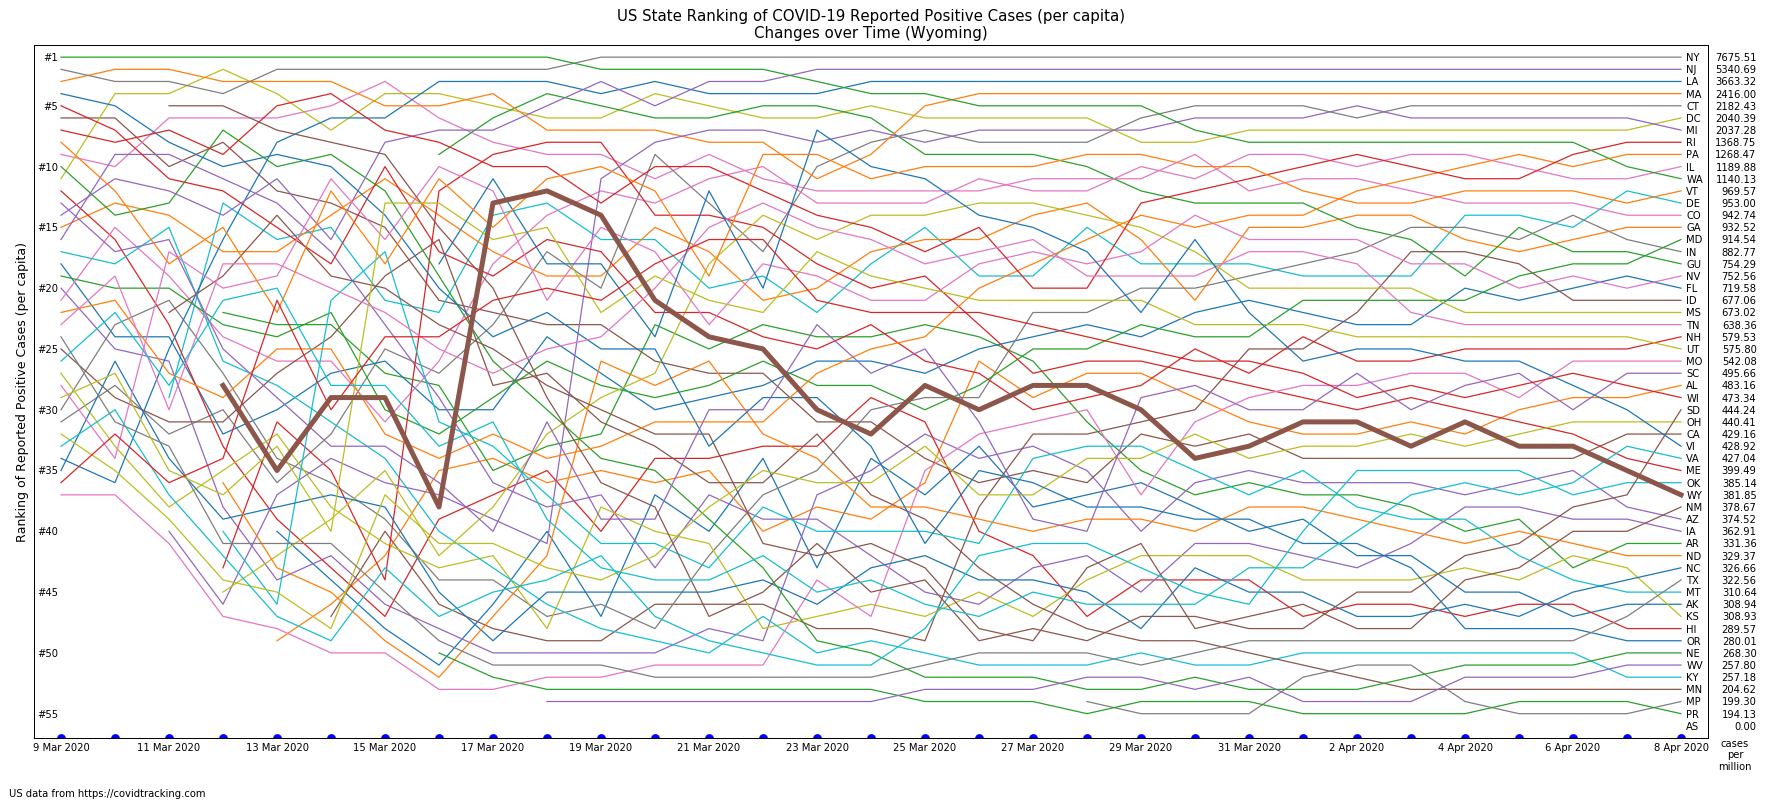 US State Ranking of COVID-19 Reported Positive Cases (per capita)
Changes over Time (Wyoming)
Ranking of Reported Positive Cases (per capita)
#1
#5
#10
#15
#20
#25
#30
#35
#40
#45
#50
#55
NY 7675.51
NJ 5340.69
LA 3663.32
MA 2416.00
CT 2182.43
DC 2040.39
MI 2037.28
RI 1368.75
PA 1268.47
IL 1189.88
WA 1140.13
VT 969.57
DE 953.00
CO 942.74
GA 932.52
MD 914.54
IN 882.77
GU 754.29
NV 752.56
FL 719.58
ID 677.06
MS 673.02
TN 638.36
NH 579.53
UT 575.80
MO 542.08
SC 495.66
AL 483.16
WI 473.34
SD 444.24
OH 440.41
CA 429.16
VI 428.92
VA 427.04
ME 399.49
OK 385.14
WY 381.85
NM 378.67
AZ 374.52
IA 362.91
AR 331.36
ND 329.37
NC 326.66
TX 322.56
MT 310.64
AK 308.94
KS 308.93
HI 289.57
OR 280.01
NE 268.30
WV 257.80
KY 257.18
MN 204.62
MP 199.30
PR 194.13
AS 0.00
9 Mar 2020 11 Mar 2020 13 Mar 2020 15 Mar 2020 17 Mar 2020 19 Mar 2020 21 Mar 2020 23 Mar 2020 25 Mar 2020 27 Mar 2020 29 Mar 2020 31 Mar 2020 2 Apr 2020 4 Apr 2020 6 Apr 2020 8 Apr 2020
cases
per
million
US data from https://covidtracking.com